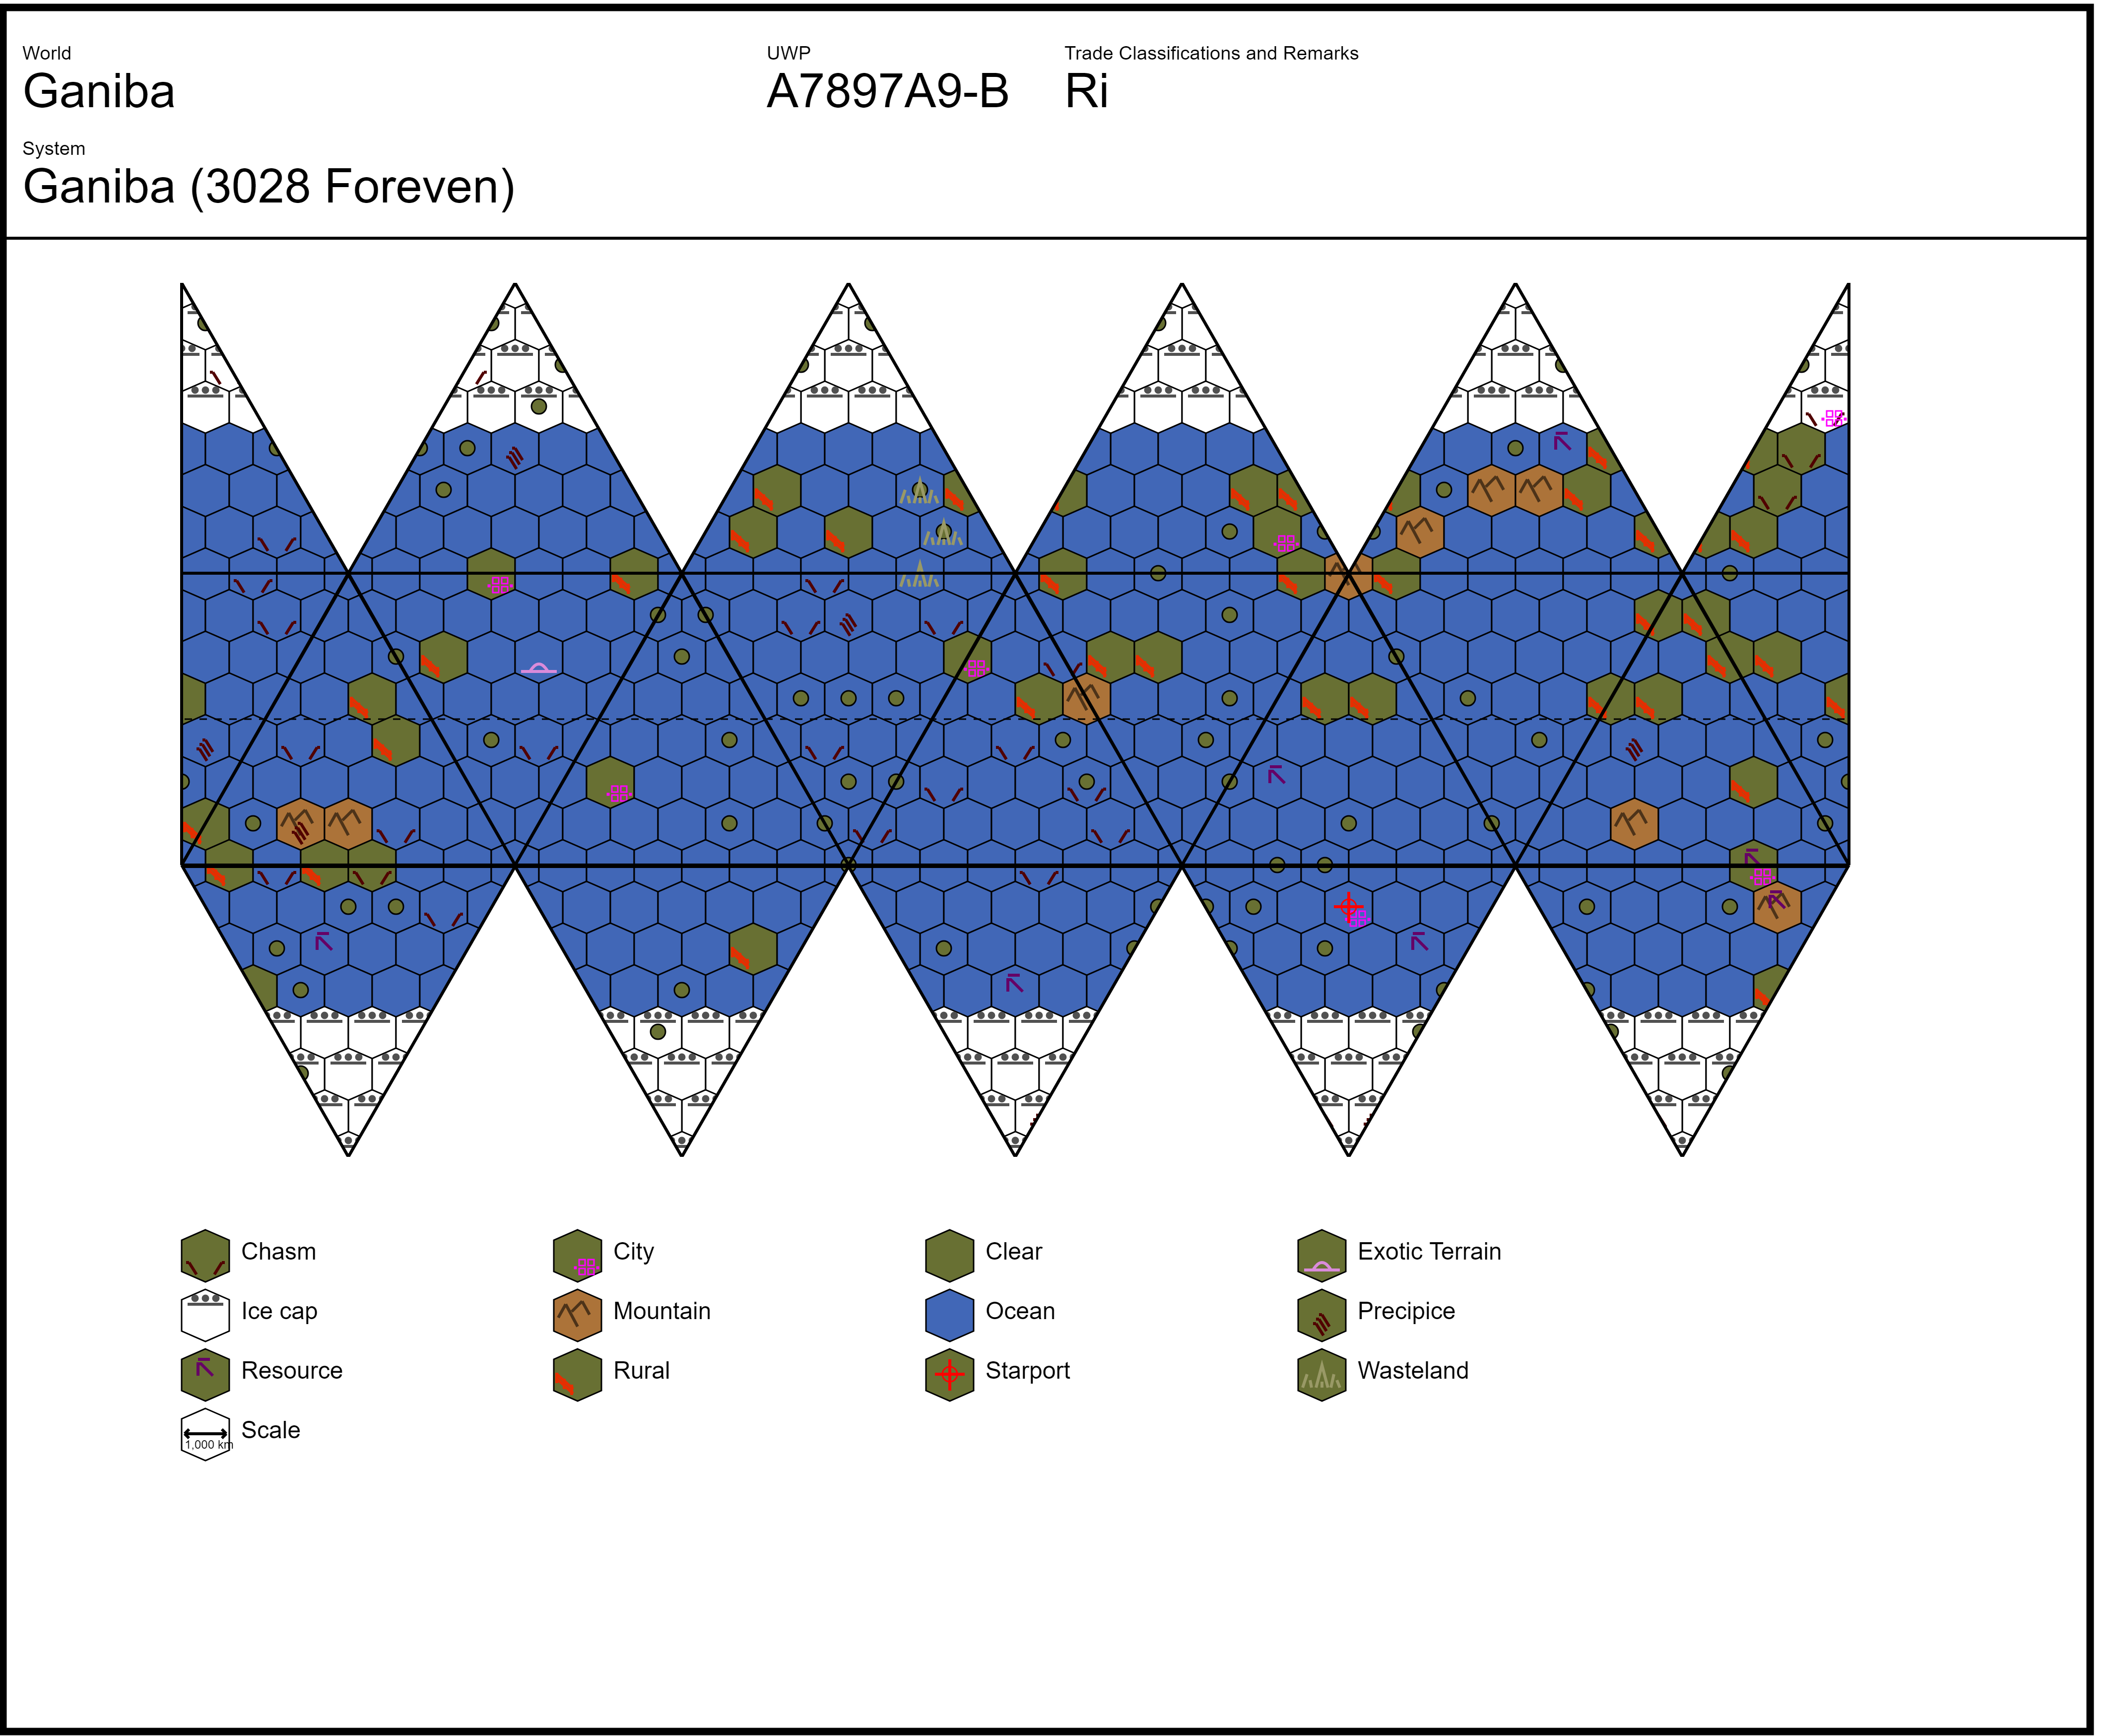 World
UWP
Trade Classifications and Remarks
Ganiba
A7897A9-B
Ri
System
Ganiba (3028 Foreven)
Chasm
City
Clear
Exotic Terrain
Ice cap
Mountain
Ocean
Precipice
Resource
Rural
Starport
Wasteland
Scale
1,000 km